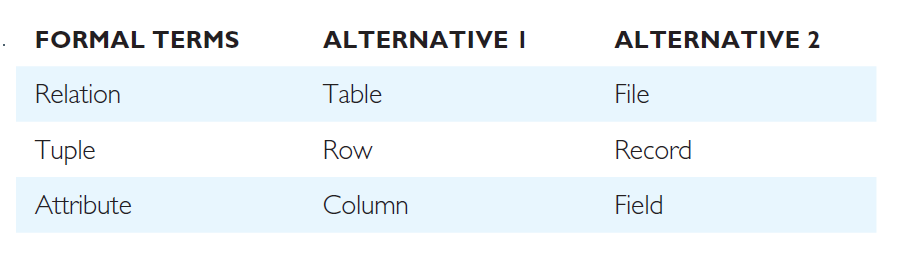 FORMAL TERMS ALTERNATIVE 1 ALTERNATIVE 2
Relation Table File
Tuple Row Record
Attribute Column Field